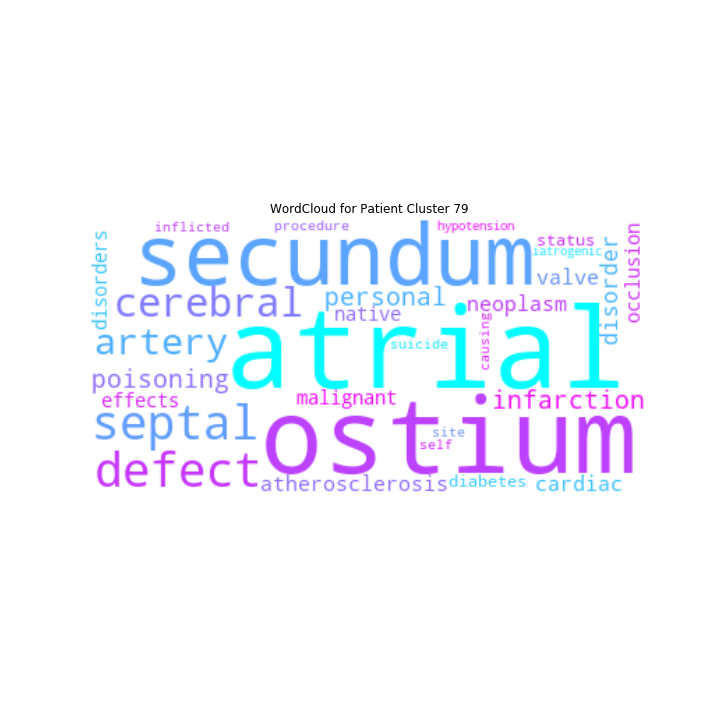 WordCloud for Patient Cluster 79
inflicted
procedure
hypotension
secundum
status
iatrogenic
disorders
disorder
occlusion
valve
cerebral
personal
native
neoplasm
causing
artery
atrial
suicide
poisoning
effects
malignant
infarction
septal
ostium
site
self
defect
atherosclerosis
diabetes
cardiac